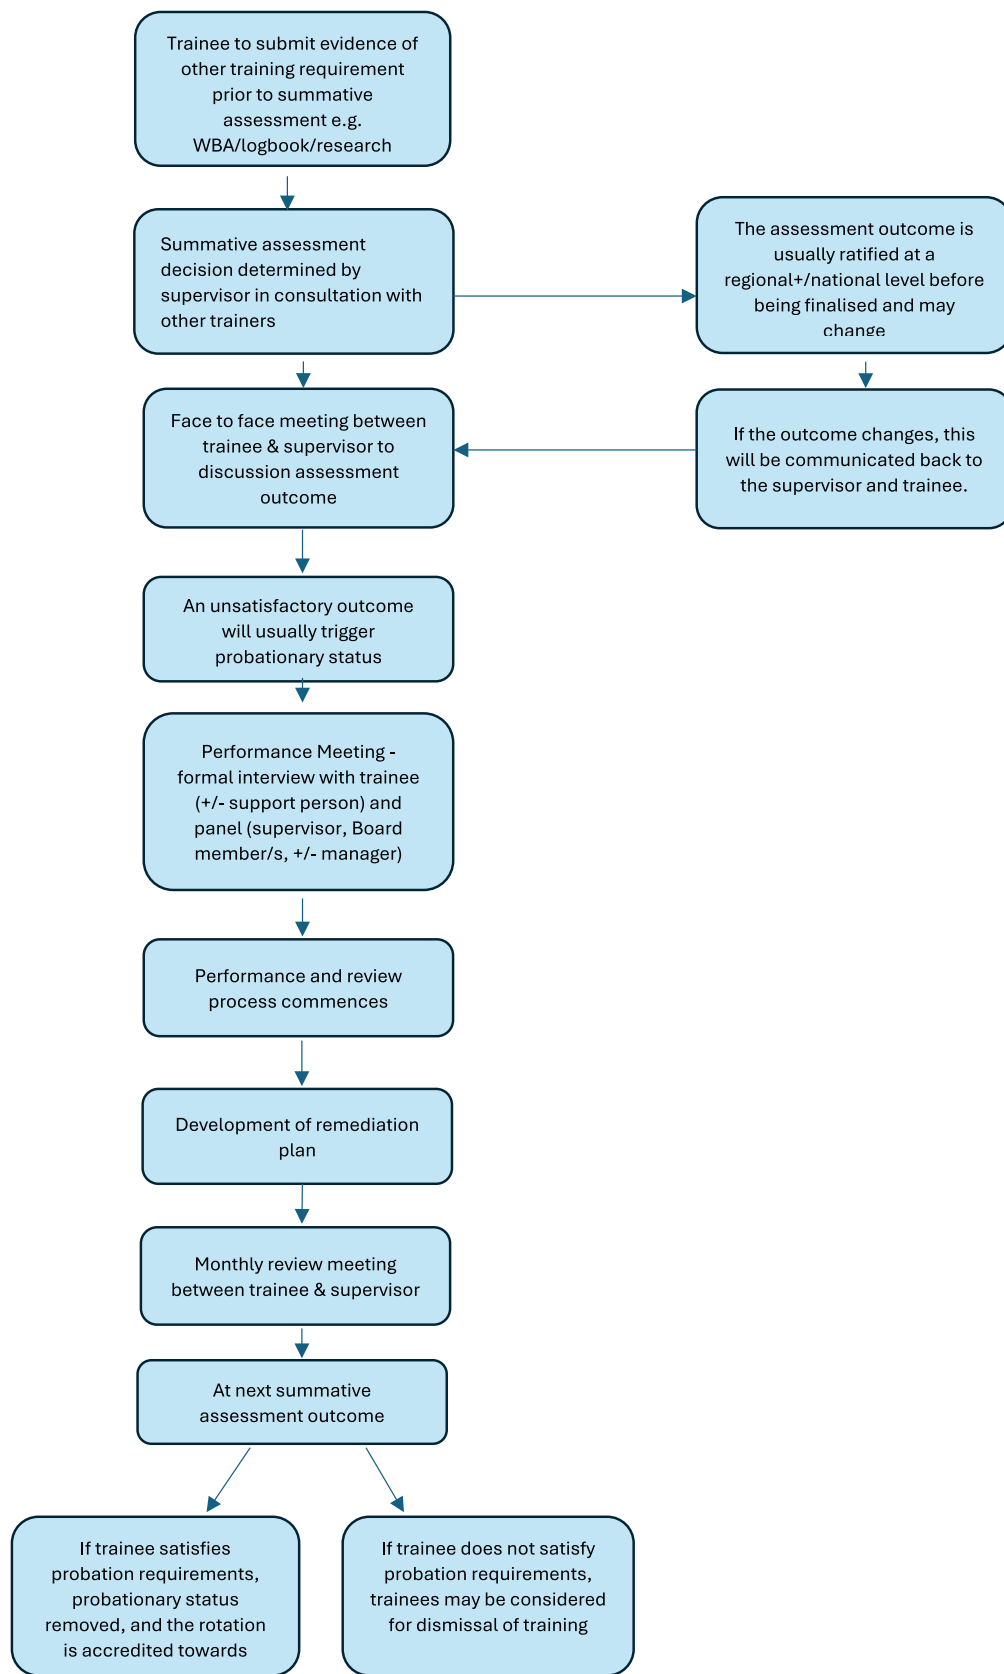 Trainee to submit evidence of
other training requirement
prior to summative
assessment e.g.
WBA/logbook/research
Summative assessment
decision determined by
supervisor in consultation with
other trainers
The assessment outcome is
usually ratified at a
regional+/national level before
being finalised and may
change
Face to face meeting between
trainee & supervisor to
discussion assessment
outcome
If the outcome changes, this
will be communicated back to
the supervisor and trainee.
An unsatisfactory outcome
will usually trigger
probationary status
Performance Meeting -
formal interview with trainee
(+/- support person) and
panel (supervisor, Board
member/s, +/- manager)
Performance and review
process commences
Development of remediation
plan
Monthly review meeting
between trainee & supervisor
At next summative
assessment outcome
If trainee satisfies
probation requirements,
probationary status
removed, and the rotation
is accredited towards
If trainee does not satisfy
probation requirements,
trainees may be considered
for dismissal of training